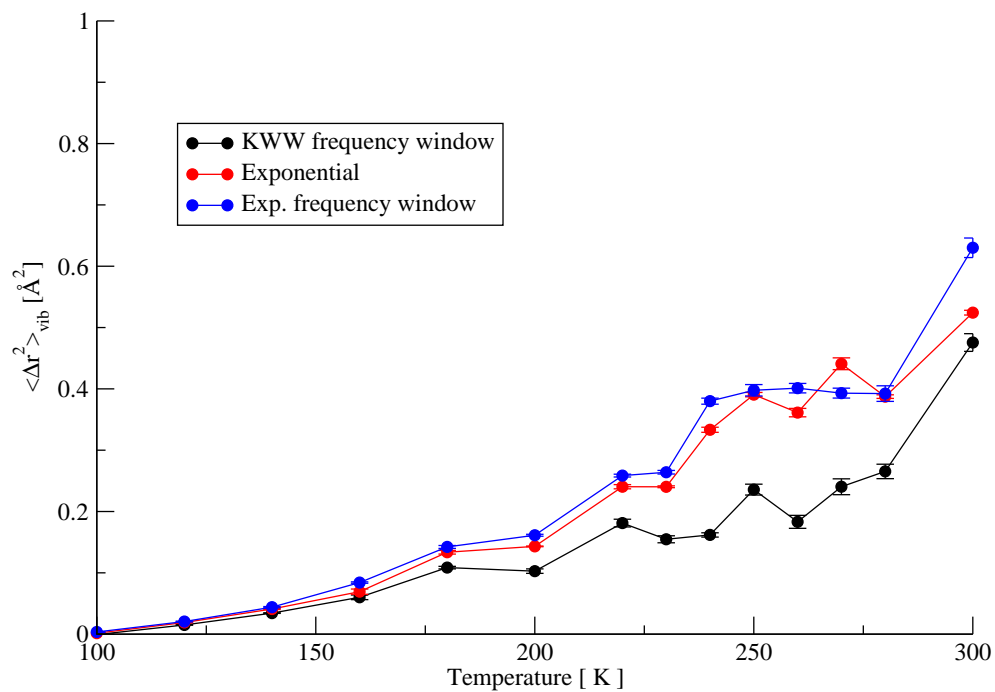 1
0.8
0.6
0.4
0.2
0
<Δr²>vib [Å²]
KWW frequency window
Exponential
Exp. frequency window
100 150 200 250 300
Temperature [ K ]